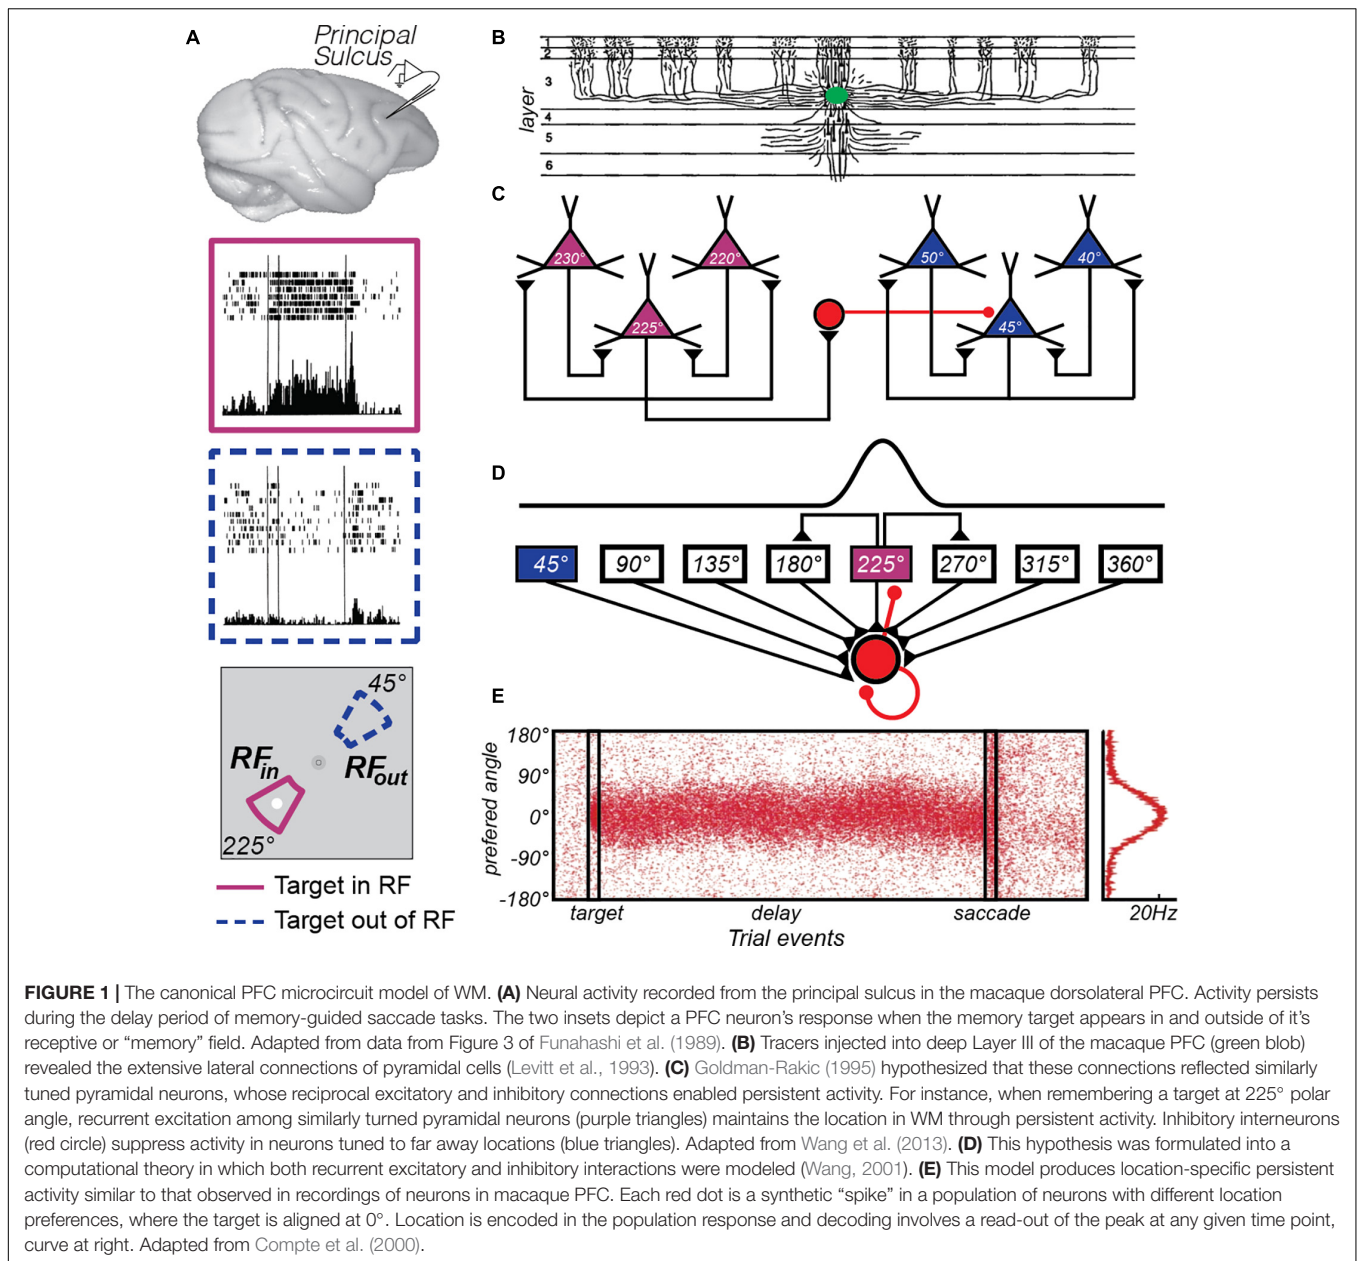 A
Principal
Sulcus
RF in
RF out
45°
225°
Target in RF
Target out of RF
B
layer
1
2
3
4
5
6
C
230°
220°
225°
50°
40°
45°
D
45°
90°
135°
180°
225°
270°
315°
360°
E
prefered angle
180°
90°
0°
-90°
-180°
target
delay
saccade
Trial events
20Hz
FIGURE 1 | The canonical PFC microcircuit model of WM. (A) Neural activity recorded from the principal sulcus in the macaque dorsolateral PFC. Activity persists
during the delay period of memory-guided saccade tasks. The two insets depict a PFC neuron's response when the memory target appears in and outside of it's
receptive or "memory" field. Adapted from data from Figure 3 of Funahashi et al. (1989). (B) Tracers injected into deep Layer III of the macaque PFC (green blob)
revealed the extensive lateral connections of pyramidal cells (Levitt et al., 1993). (C) Goldman-Rakic (1995) hypothesized that these connections reflected similarly
tuned pyramidal neurons, whose reciprocal excitatory and inhibitory connections enabled persistent activity. For instance, when remembering a target at 225° polar
angle, recurrent excitation among similarly turned pyramidal neurons (purple triangles) maintains the location in WM through persistent activity. Inhibitory interneurons
(red circle) suppress activity in neurons tuned to far away locations (blue triangles). Adapted from Wang et al. (2013). (D) This hypothesis was formulated into a
computational theory in which both recurrent excitatory and inhibitory interactions were modeled (Wang, 2001). (E) This model produces location-specific persistent
activity similar to that observed in recordings of neurons in macaque PFC. Each red dot is a synthetic "spike" in a population of neurons with different location
preferences, where the target is aligned at 0°. Location is encoded in the population response and decoding involves a read-out of the peak at any given time point,
curve at right. Adapted from Compte et al. (2000).